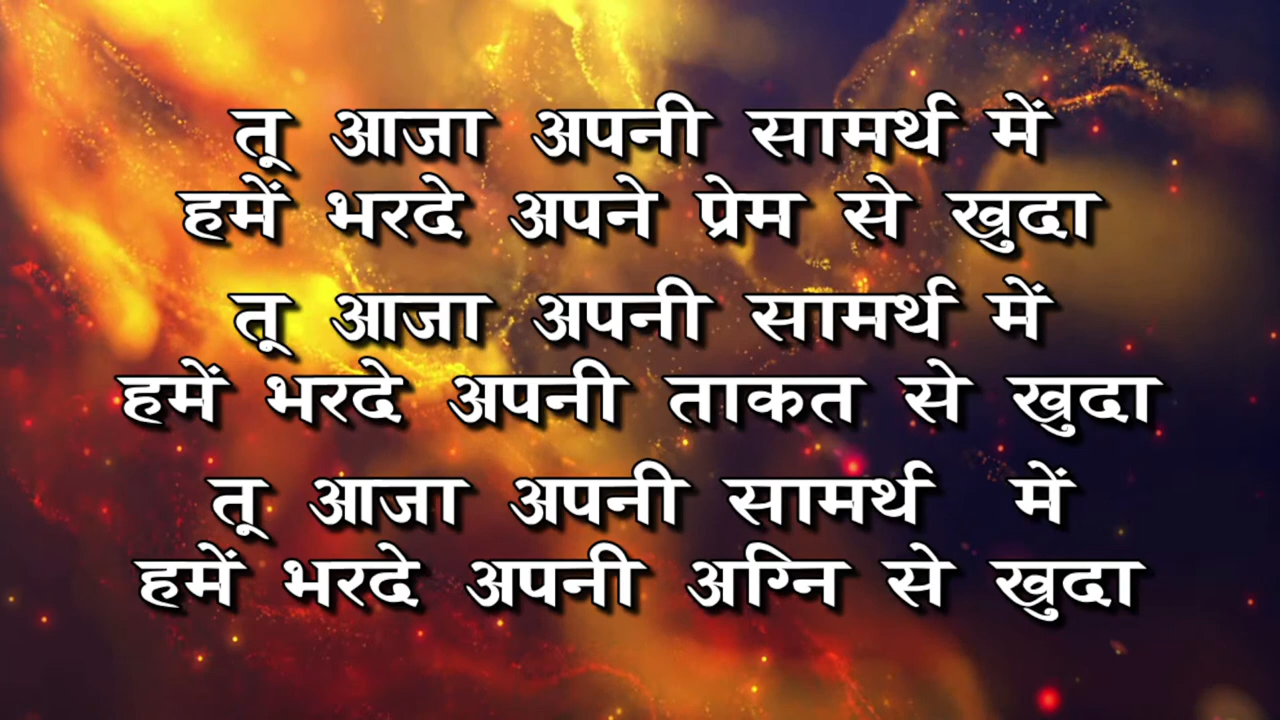 तू आजा अपनी सामर्थ में
हमें भरदे अपने प्रेम से खुदा
तू आजा अपनी सामर्थ में
हमें भरदे अपनी ताकत से खुदा
तू आजा अपनी सामर्थ में
हमें भरदे अपनी अग्नि से खुदा